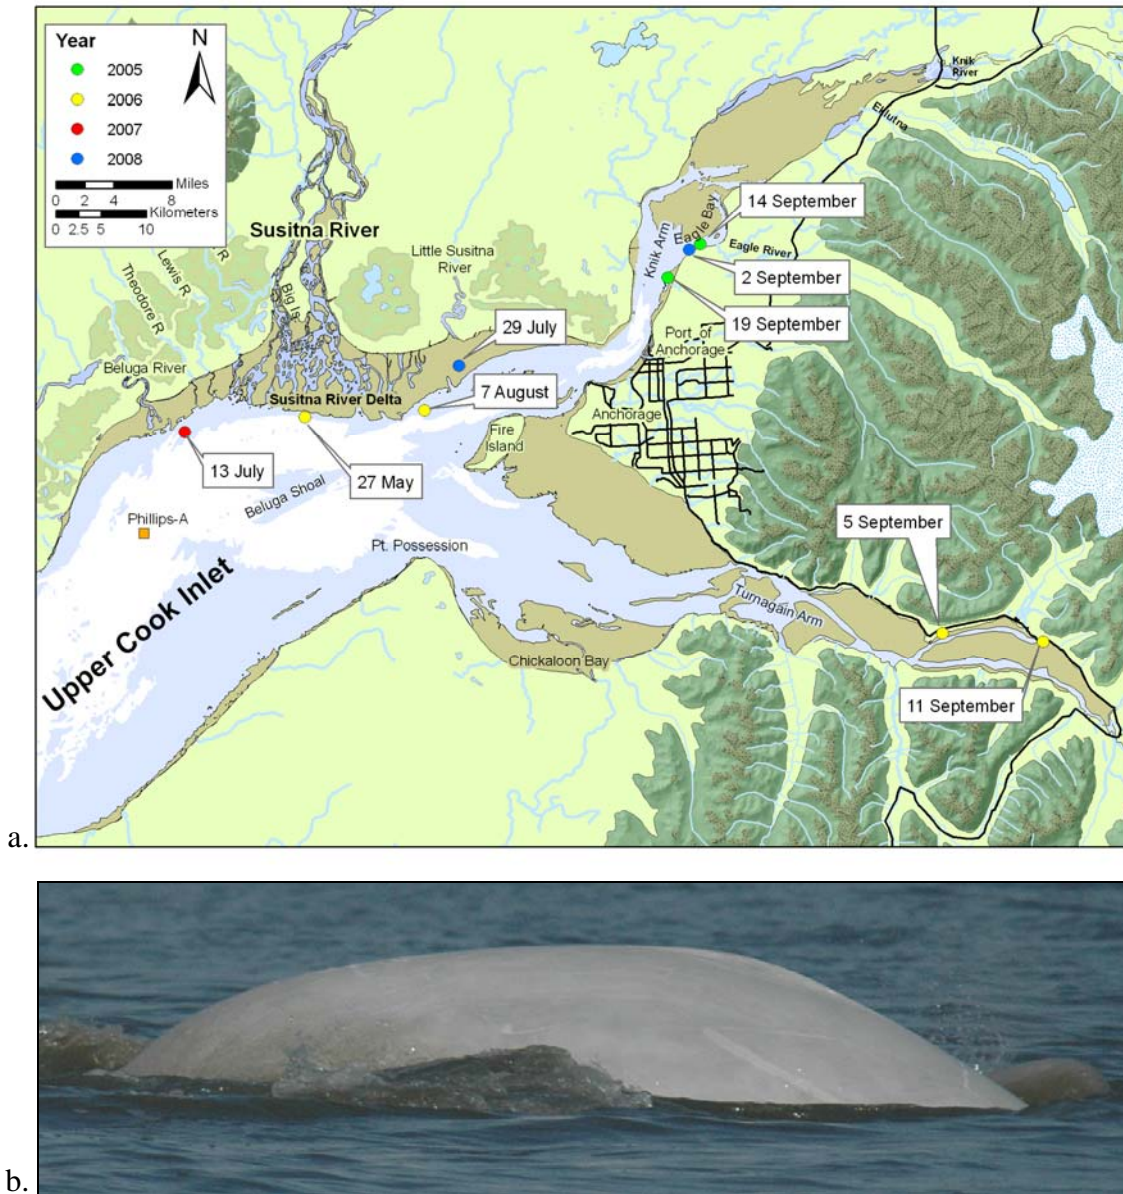 Year
2005
2006
2007
2008
N
Miles
0 2 4 8
Kilometers
0 2.5 5 10
Susitna River
Theodore R
Lewis R
R
Big Is
Beluga River
Little Susitna
River
Susitna River Delta
29 July
7 August
27 May
13 July
Knik
River
Eklutna
Knik Arm
Eagle Bay
Eagle River
14 September
2 September
19 September
Port of
Anchorage
Anchorage
Fire
Island
Beluga Shoal
Phillips-A
Pt. Possession
Upper Cook Inlet
Chickaloon Bay
Turnagain Arm
5 September
11 September
a.
b.